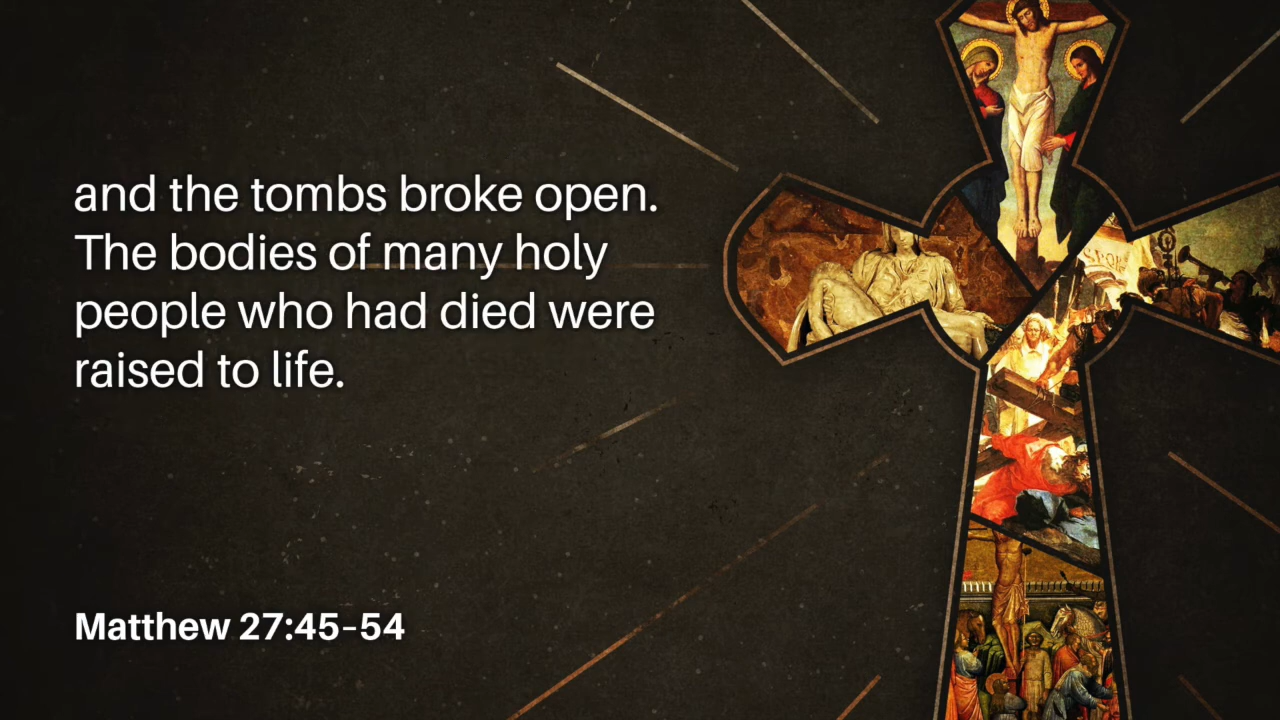 and the tombs broke open.
The bodies of many holy
people who had died were
raised to life.
SPQR
Matthew 27:45–54